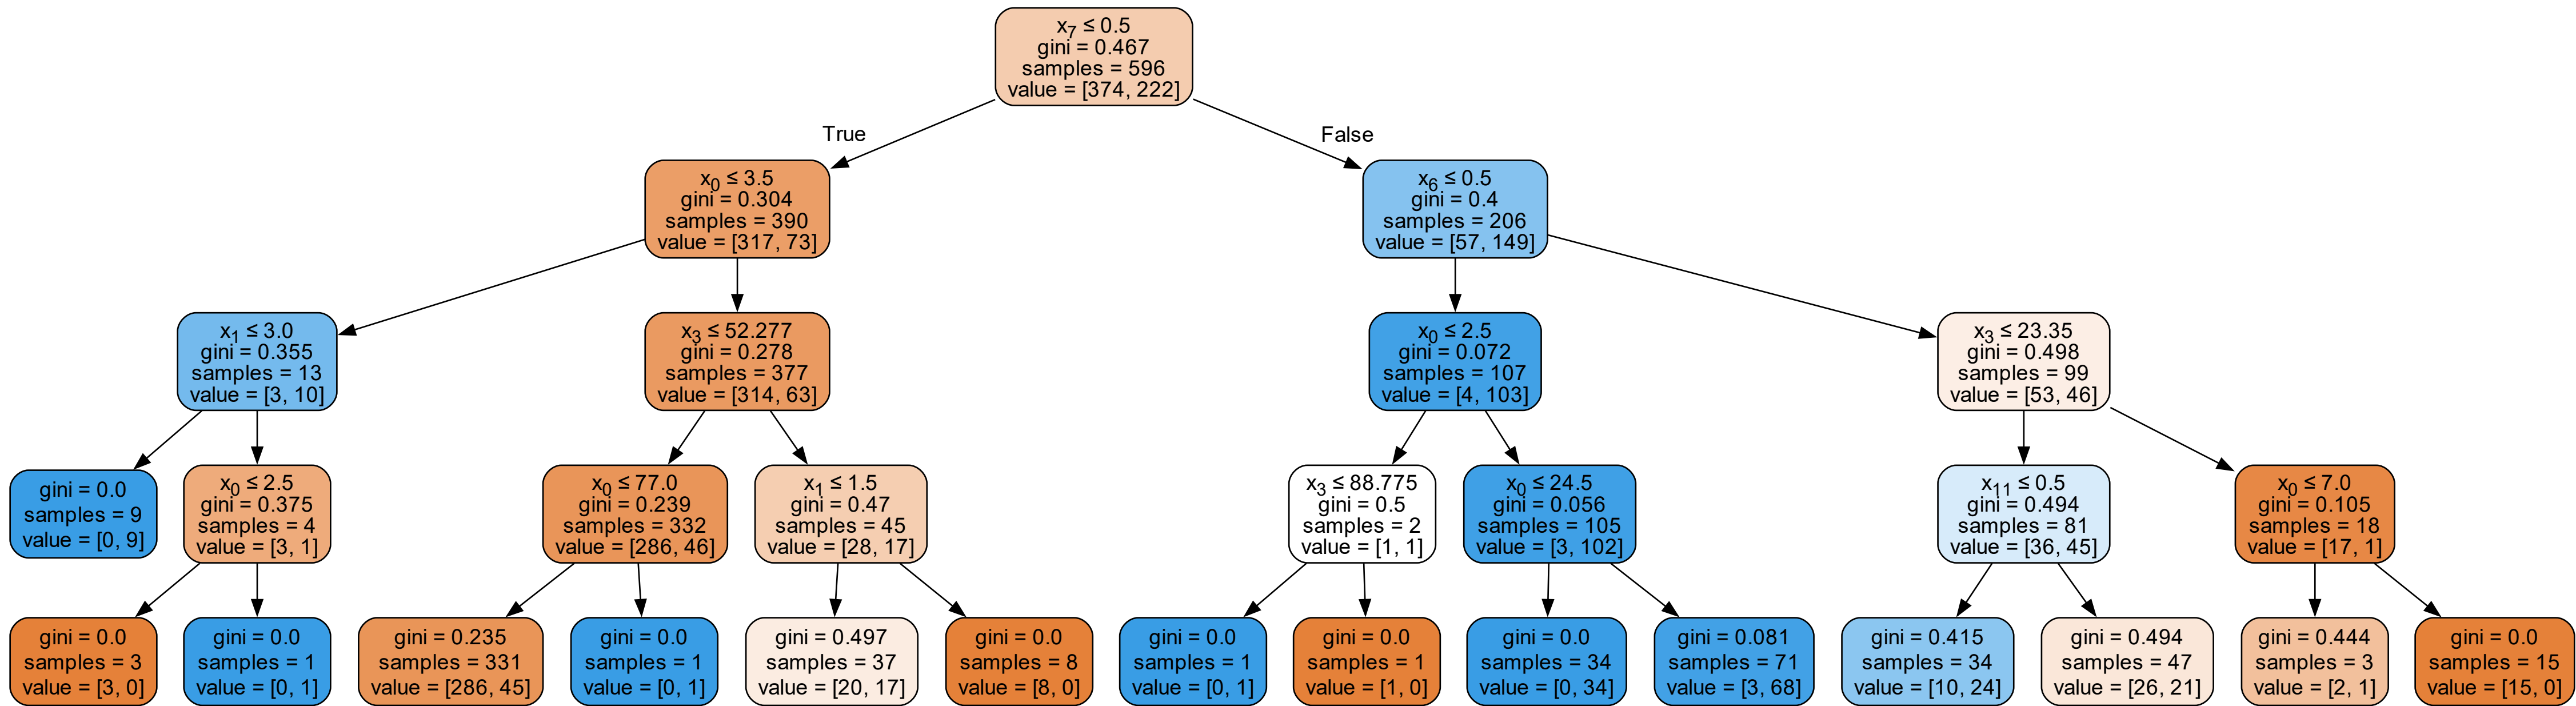 x7 ≤ 0.5
gini = 0.467
samples = 596
value = [374, 222]
True
False
x0 ≤ 3.5
gini = 0.304
samples = 390
value = [317, 73]
x6 ≤ 0.5
gini = 0.4
samples = 206
value = [57, 149]
x1 ≤ 3.0
gini = 0.355
samples = 13
value = [3, 10]
x3 ≤ 52.277
gini = 0.278
samples = 377
value = [314, 63]
x0 ≤ 2.5
gini = 0.072
samples = 107
value = [4, 103]
x3 ≤ 23.35
gini = 0.498
samples = 99
value = [53, 46]
gini = 0.0
samples = 9
value = [0, 9]
x0 ≤ 2.5
gini = 0.375
samples = 4
value = [3, 1]
x0 ≤ 77.0
gini = 0.239
samples = 332
value = [286, 46]
x1 ≤ 1.5
gini = 0.47
samples = 45
value = [28, 17]
x3 ≤ 88.775
gini = 0.5
samples = 2
value = [1, 1]
x0 ≤ 24.5
gini = 0.056
samples = 105
value = [3, 102]
x11 ≤ 0.5
gini = 0.494
samples = 81
value = [36, 45]
x0 ≤ 7.0
gini = 0.105
samples = 18
value = [17, 1]
gini = 0.0
samples = 3
value = [3, 0]
gini = 0.0
samples = 1
value = [0, 1]
gini = 0.235
samples = 331
value = [286, 45]
gini = 0.0
samples = 1
value = [0, 1]
gini = 0.497
samples = 37
value = [20, 17]
gini = 0.0
samples = 8
value = [8, 0]
gini = 0.0
samples = 1
value = [0, 1]
gini = 0.0
samples = 1
value = [1, 0]
gini = 0.0
samples = 34
value = [0, 34]
gini = 0.081
samples = 71
value = [3, 68]
gini = 0.415
samples = 34
value = [10, 24]
gini = 0.494
samples = 47
value = [26, 21]
gini = 0.444
samples = 3
value = [2, 1]
gini = 0.0
samples = 15
value = [15, 0]